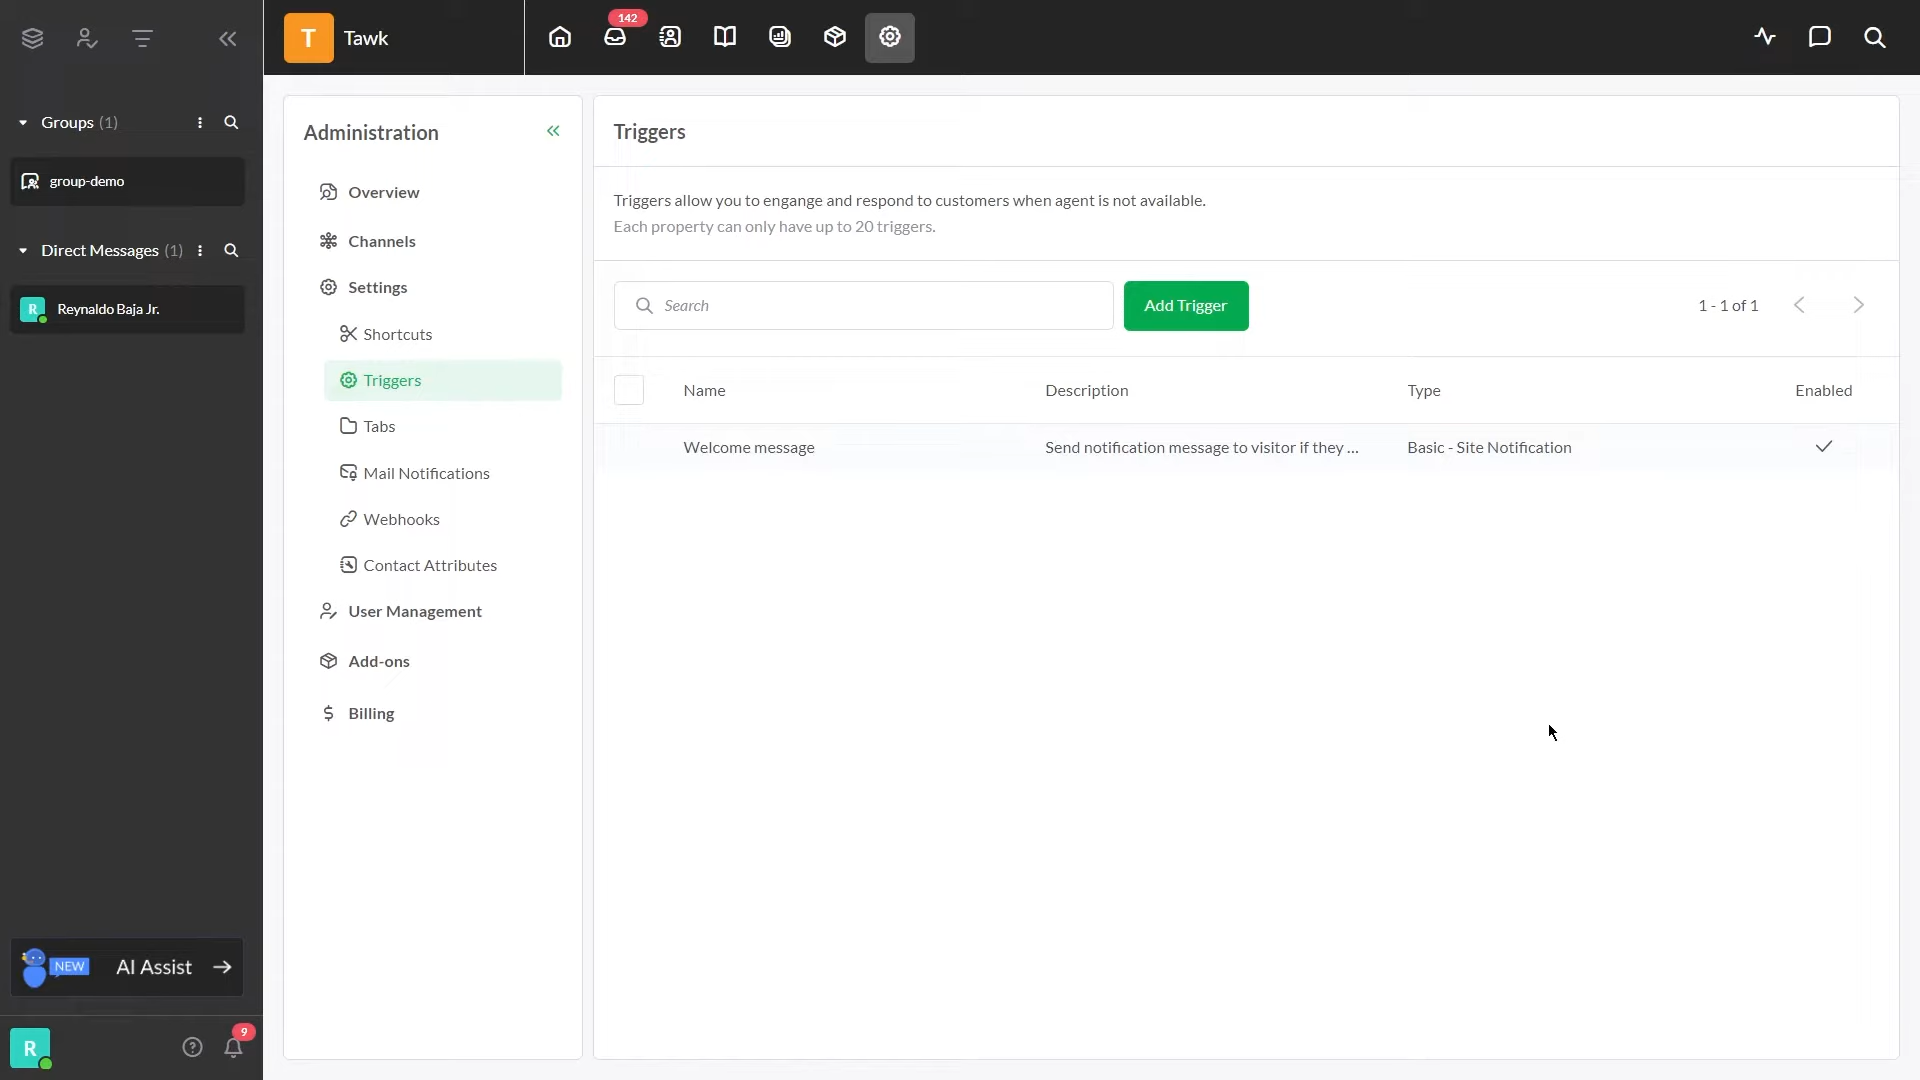 T
Tawk
142
Groups (1)
group-demo
Direct Messages (1)
R
Reynaldo Baja Jr.
NEW
AI Assist
R
9
Administration
Overview
Channels
Settings
Shortcuts
Triggers
Tabs
Mail Notifications
Webhooks
Contact Attributes
User Management
Add-ons
Billing
Triggers
Triggers allow you to engange and respond to customers when agent is not available.
Each property can only have up to 20 triggers.
Search
Add Trigger
1 - 1 of 1
Name Description Type Enabled
Welcome message Send notification message to visitor if they ... Basic - Site Notification